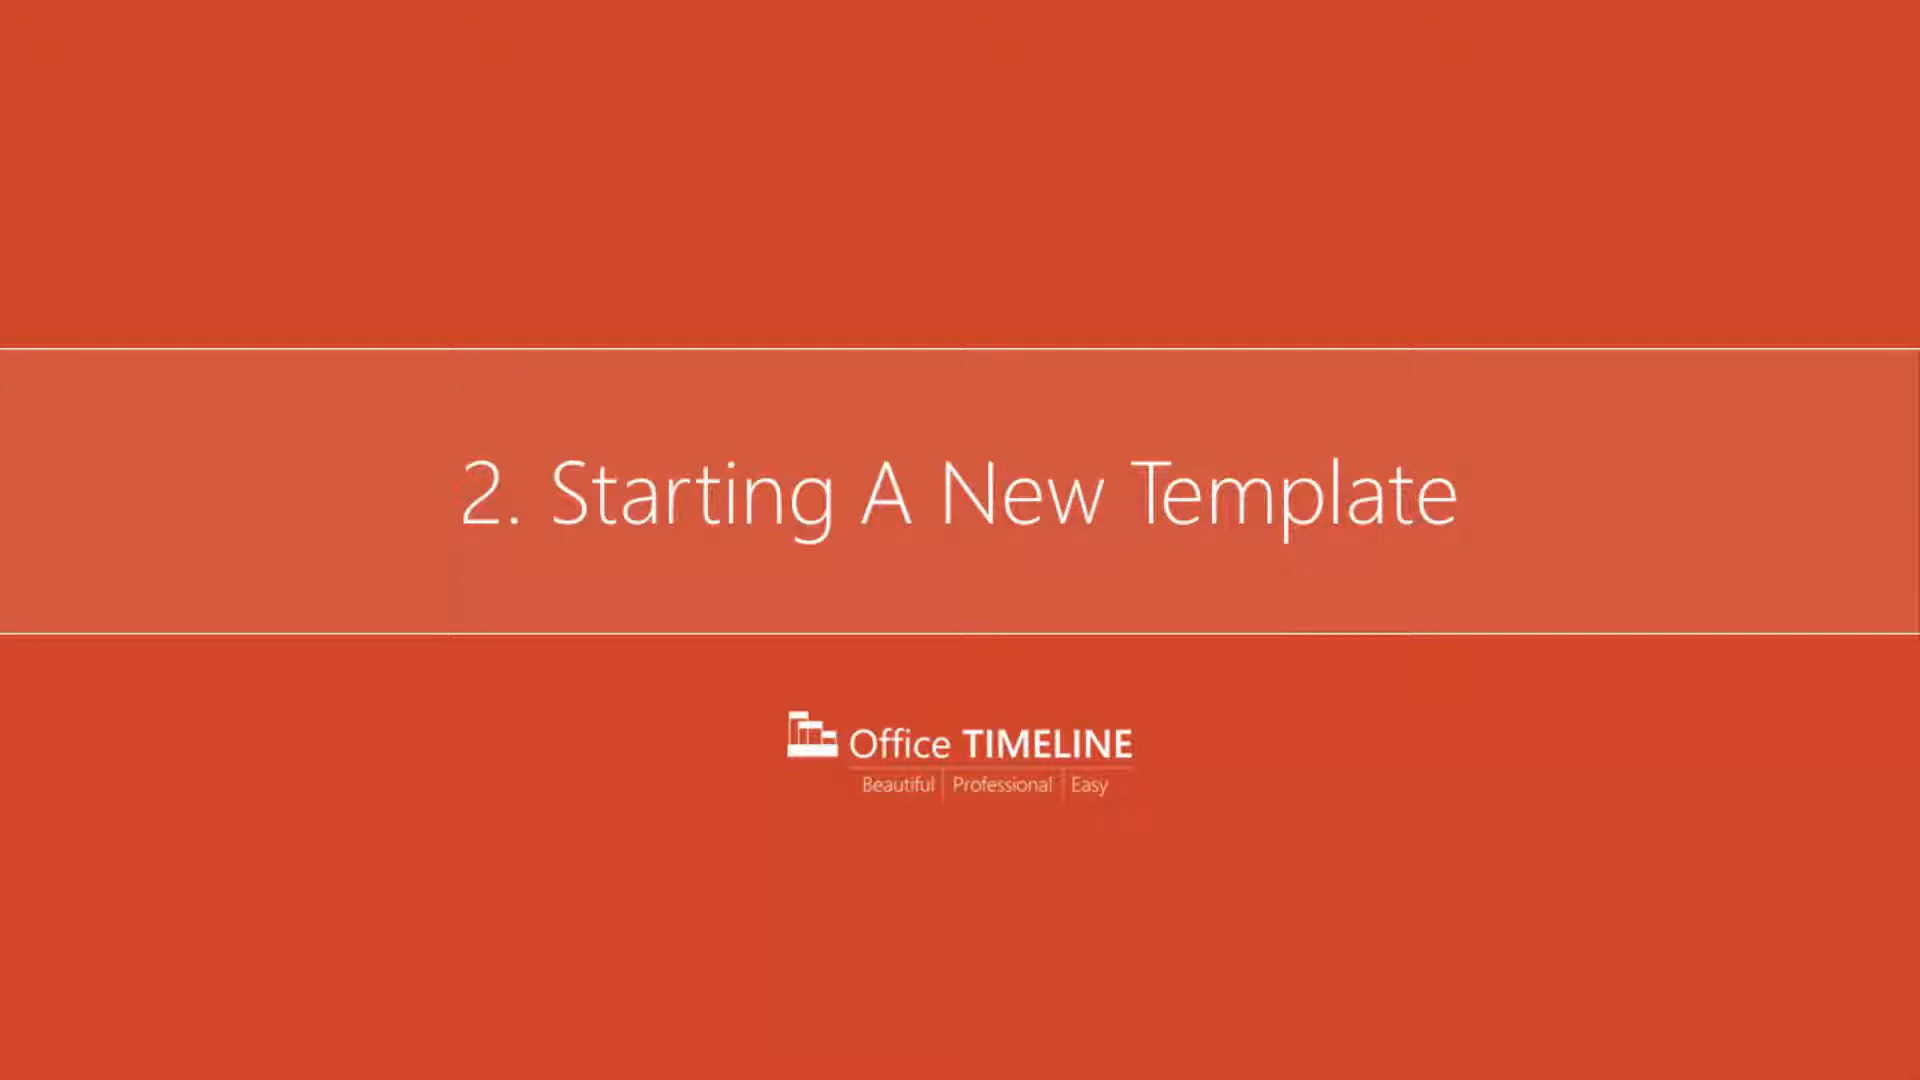 2. Starting A New Template
Office TIMELINE
Beautiful | Professional | Easy